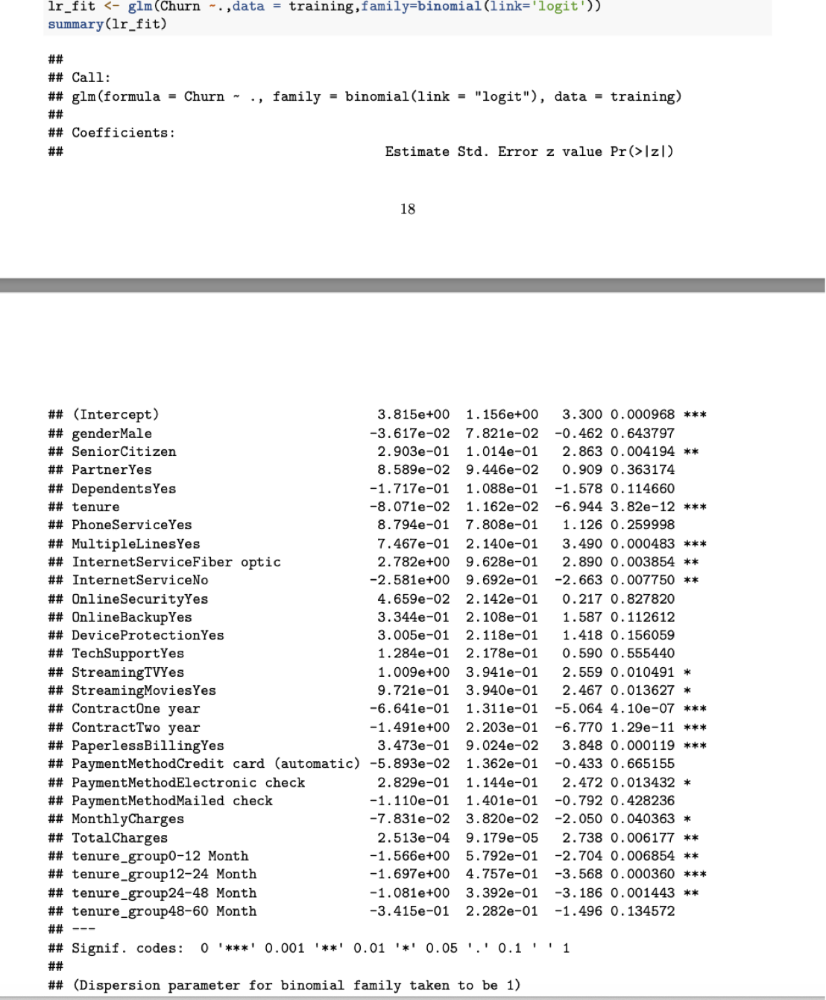 lr_fit <- glm(Churn ~.,data = training,family=binomial(link='logit'))
summary(lr_fit)
##
## Call:
## glm(formula = Churn ~ ., family = binomial(link = "logit"), data = training)
##
## Coefficients:
## Estimate Std. Error z value Pr(>|z|)
18
## (Intercept) 3.815e+00 1.156e+00 3.300 0.000968 ***
## genderMale -3.617e-02 7.821e-02 -0.462 0.643797
## SeniorCitizen 2.903e-01 1.014e-01 2.863 0.004194 **
## PartnerYes 8.589e-02 9.446e-02 0.909 0.363174
## DependentsYes -1.717e-01 1.088e-01 -1.578 0.114660
## tenure -8.071e-02 1.162e-02 -6.944 3.82e-12 ***
## PhoneServiceYes 8.794e-01 7.808e-01 1.126 0.259998
## MultipleLinesYes 7.467e-01 2.140e-01 3.490 0.000483 ***
## InternetServiceFiber optic 2.782e+00 9.628e-01 2.890 0.003854 **
## InternetServiceNo -2.581e+00 9.692e-01 -2.663 0.007750 **
## OnlineSecurityYes 4.659e-02 2.142e-01 0.217 0.827820
## OnlineBackupYes 3.344e-01 2.108e-01 1.587 0.112612
## DeviceProtectionYes 3.005e-01 2.118e-01 1.418 0.156059
## TechSupportYes 1.284e-01 2.178e-01 0.590 0.555440
## StreamingTVYes 1.009e+00 3.941e-01 2.559 0.010491 *
## StreamingMoviesYes 9.721e-01 3.940e-01 2.467 0.013627 *
## ContractOne year -6.641e-01 1.311e-01 -5.064 4.10e-07 ***
## ContractTwo year -1.491e+00 2.203e-01 -6.770 1.29e-11 ***
## PaperlessBillingYes 3.473e-01 9.024e-02 3.848 0.000119 ***
## PaymentMethodCredit card (automatic) -5.893e-02 1.362e-01 -0.433 0.665155
## PaymentMethodElectronic check 2.829e-01 1.144e-01 2.472 0.013432 *
## PaymentMethodMailed check -1.110e-01 1.401e-01 -0.792 0.428236
## MonthlyCharges -7.831e-02 3.820e-02 -2.050 0.040363 *
## TotalCharges 2.513e-04 9.179e-05 2.738 0.006177 **
## tenure_group0-12 Month -1.566e+00 5.792e-01 -2.704 0.006854 **
## tenure_group12-24 Month -1.697e+00 4.757e-01 -3.568 0.000360 ***
## tenure_group24-48 Month -1.081e+00 3.392e-01 -3.186 0.001443 **
## tenure_group48-60 Month -3.415e-01 2.282e-01 -1.496 0.134572
## ---
## Signif. codes: 0 '***' 0.001 '**' 0.01 '*' 0.05 '.' 0.1 ' ' 1
##
## (Dispersion parameter for binomial family taken to be 1)